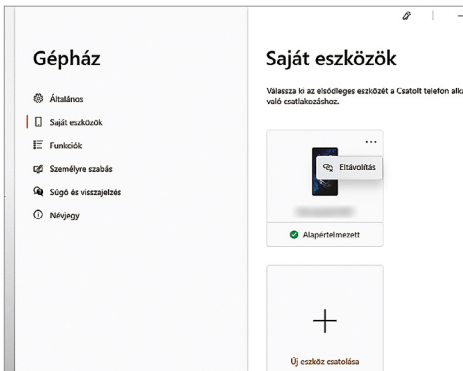 Gépház
Általános
Saját eszközök
Funkciók
Személyre szabás
Súgó és visszajelzés
Névjegy
Saját eszközök
Válassza ki az elsődleges eszközét a Csatolt telefon
való csatlakozáshoz.
Eltávolítás
Alapértelmezett
Új eszköz csatolása